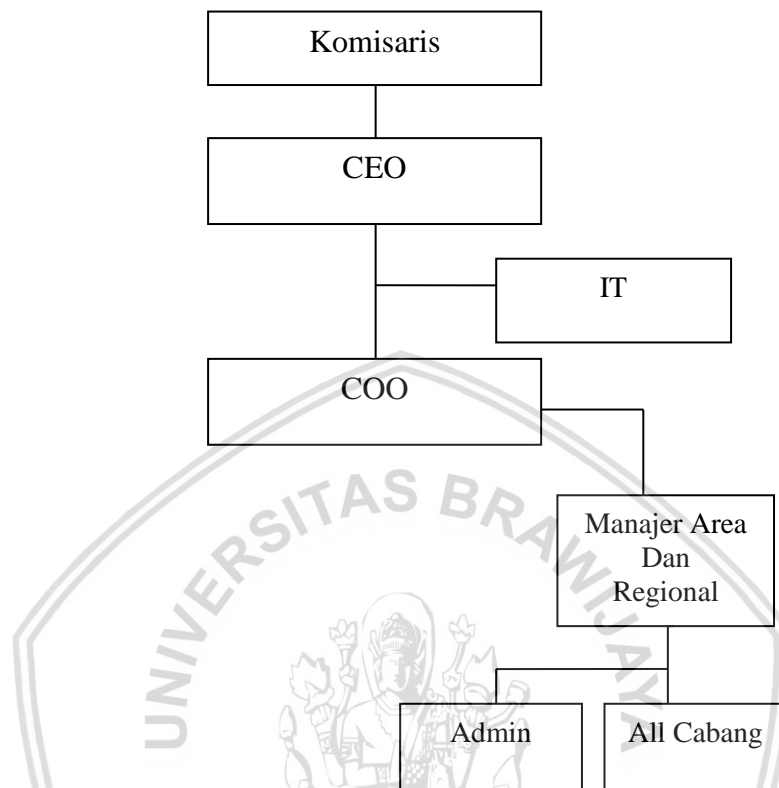 Komisaris
CEO
IT
COO
Manajer Area
Dan
Regional
Admin
All Cabang
UNIVERSITAS BRAWIJAYA